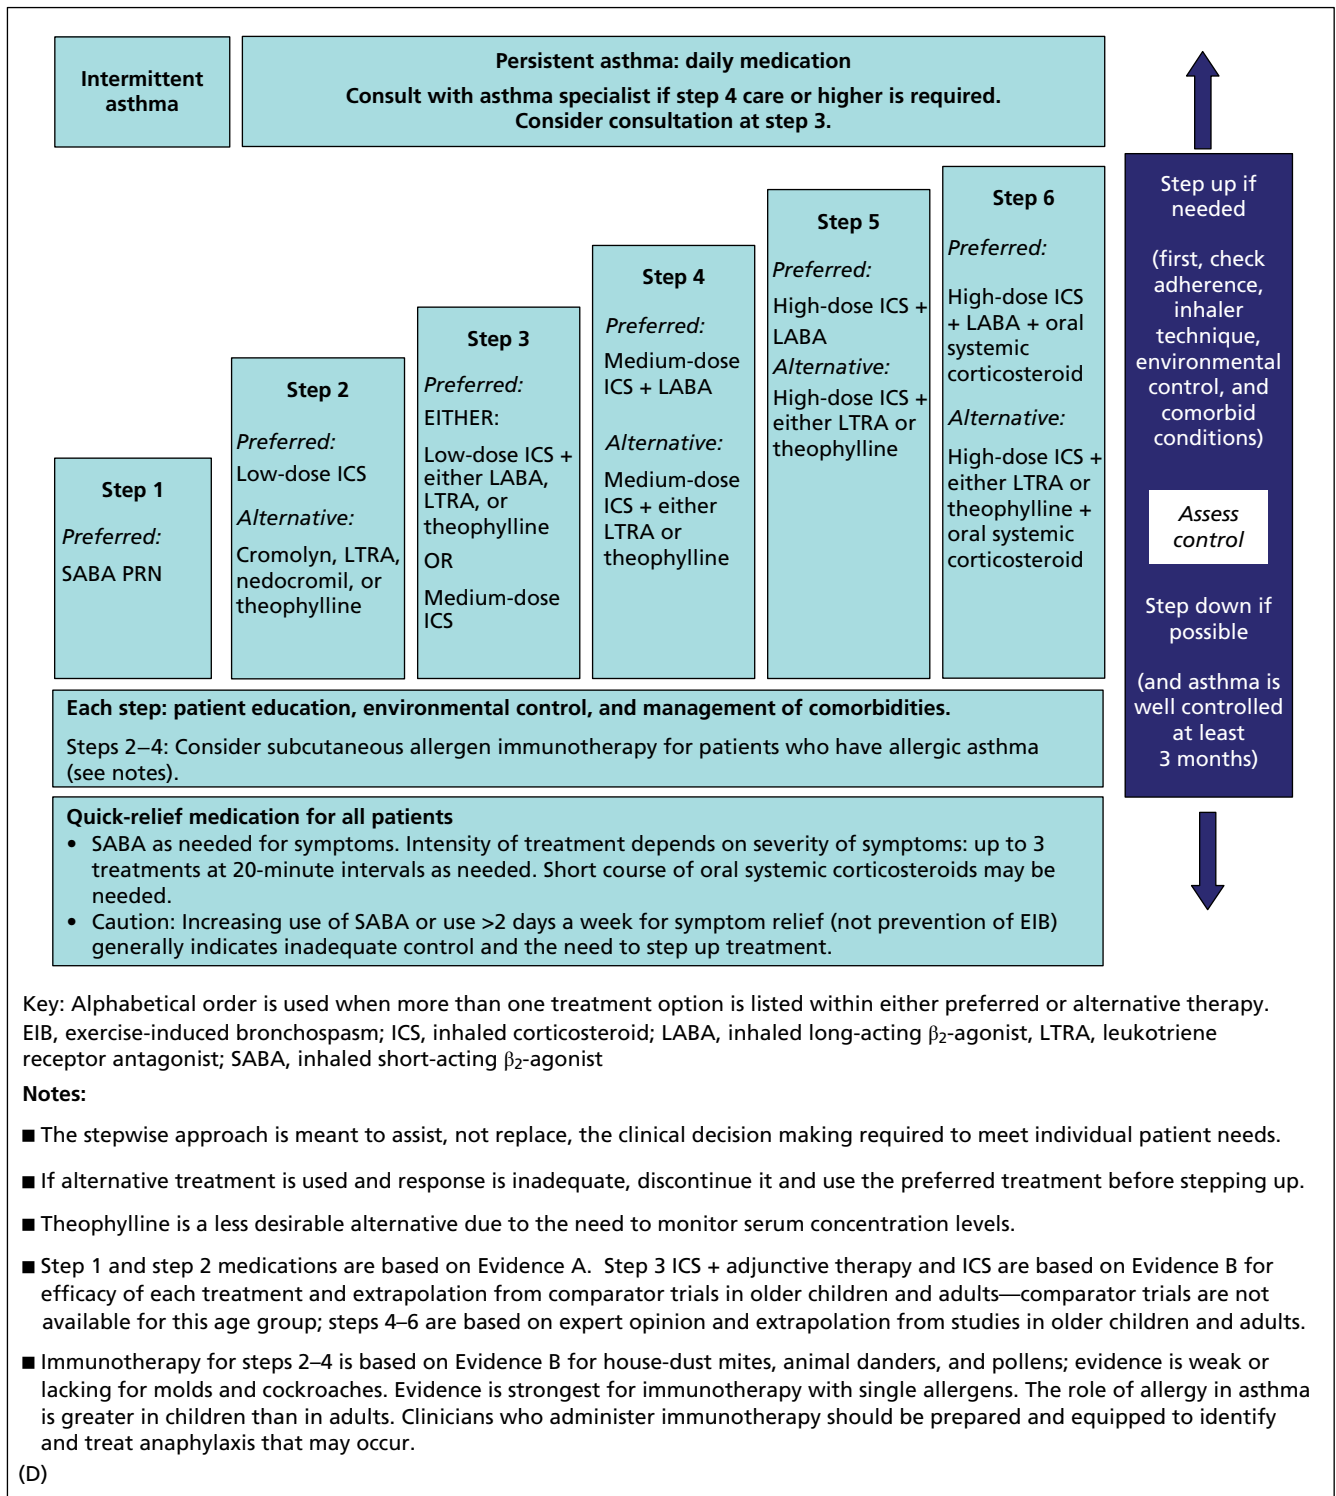 Intermittent
asthma
Persistent asthma: daily medication
Consult with asthma specialist if step 4 care or higher is required.
Consider consultation at step 3.
Step 1
Preferred:
SABA PRN
Step 2
Preferred:
Low-dose ICS
Alternative:
Cromolyn, LTRA,
nedocromil, or
theophylline
Step 3
Preferred:
EITHER:
Low-dose ICS +
either LABA,
LTRA, or
theophylline
OR
Medium-dose
ICS
Step 4
Preferred:
Medium-dose
ICS + LABA
Alternative:
Medium-dose
ICS + either
LTRA or
theophylline
Step 5
Preferred:
High-dose ICS +
LABA
Alternative:
High-dose ICS +
either LTRA or
theophylline
Step 6
Preferred:
High-dose ICS
+ LABA + oral
systemic
corticosteroid
Alternative:
High-dose ICS +
either LTRA or
theophylline +
oral systemic
corticosteroid
Step up if
needed
(first, check
adherence,
inhaler
technique,
environmental
control, and
comorbid
conditions)
Assess
control
Step down if
possible
(and asthma is
well controlled
at least
3 months)
Each step: patient education, environmental control, and management of comorbidities.
Steps 2–4: Consider subcutaneous allergen immunotherapy for patients who have allergic asthma
(see notes).
Quick-relief medication for all patients
• SABA as needed for symptoms. Intensity of treatment depends on severity of symptoms: up to 3
treatments at 20-minute intervals as needed. Short course of oral systemic corticosteroids may be
needed.
• Caution: Increasing use of SABA or use >2 days a week for symptom relief (not prevention of EIB)
generally indicates inadequate control and the need to step up treatment.
Key: Alphabetical order is used when more than one treatment option is listed within either preferred or alternative therapy.
EIB, exercise-induced bronchospasm; ICS, inhaled corticosteroid; LABA, inhaled long-acting β2-agonist, LTRA, leukotriene
receptor antagonist; SABA, inhaled short-acting β2-agonist
Notes:
■ The stepwise approach is meant to assist, not replace, the clinical decision making required to meet individual patient needs.
■ If alternative treatment is used and response is inadequate, discontinue it and use the preferred treatment before stepping up.
■ Theophylline is a less desirable alternative due to the need to monitor serum concentration levels.
■ Step 1 and step 2 medications are based on Evidence A. Step 3 ICS + adjunctive therapy and ICS are based on Evidence B for
efficacy of each treatment and extrapolation from comparator trials in older children and adults—comparator trials are not
available for this age group; steps 4–6 are based on expert opinion and extrapolation from studies in older children and adults.
■ Immunotherapy for steps 2–4 is based on Evidence B for house-dust mites, animal danders, and pollens; evidence is weak or
lacking for molds and cockroaches. Evidence is strongest for immunotherapy with single allergens. The role of allergy in asthma
is greater in children than in adults. Clinicians who administer immunotherapy should be prepared and equipped to identify
and treat anaphylaxis that may occur.
(D)